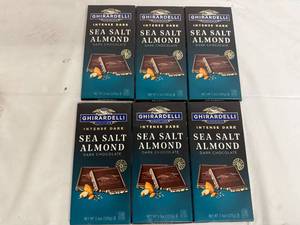 GHIRARDELLI
INTENSE DARK
SEA SALT
ALMOND
DARK CHOCOLATE
GHIRARDELLI
INTENSE DARK
SEA SALT
ALMOND
DARK CHOCOLATE
GHIRARDELLI
INTENSE DARK
SEA SALT
ALMOND
DARK CHOCOLATE
GHIRARDELLI
INTENSE DARK
SEA SALT
ALMOND
DARK CHOCOLATE
GHIRARDELLI
INTENSE DARK
SEA SALT
ALMOND
DARK CHOCOLATE
GHIRARDELLI
INTENSE DARK
SEA SALT
ALMOND
DARK CHOCOLATE